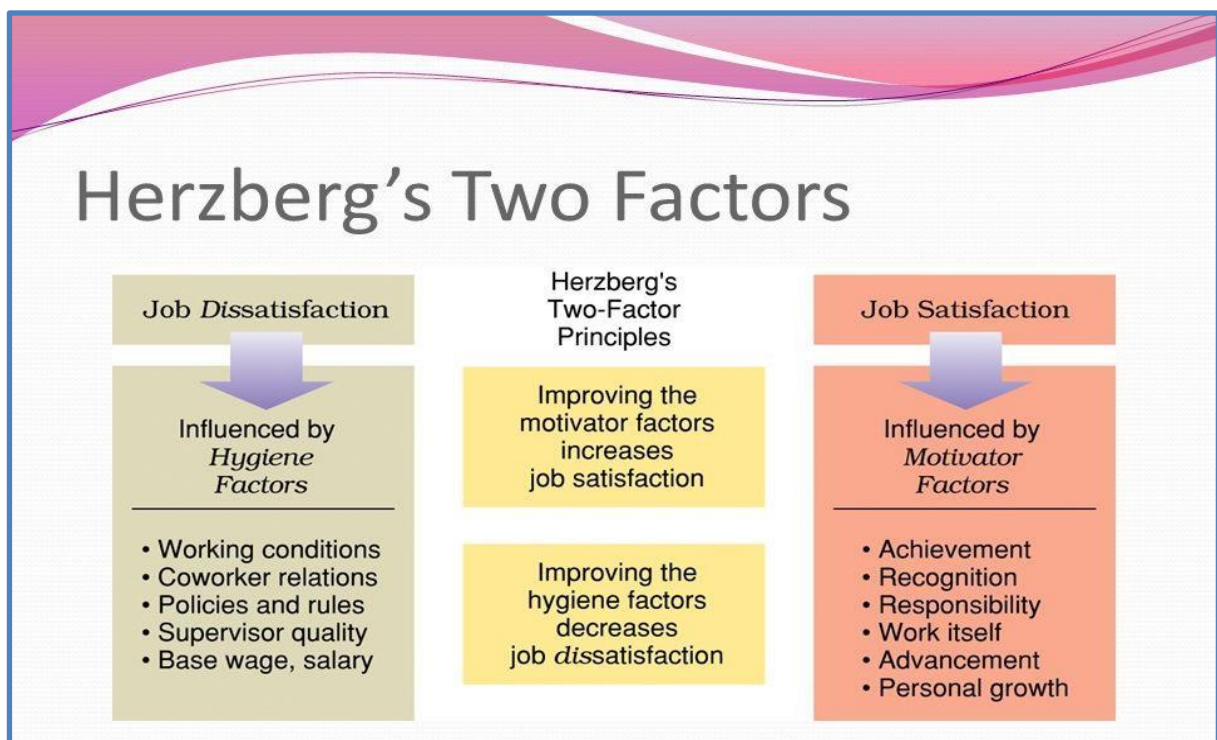 Herzberg’s Two Factors
Job Dissatisfaction
Influenced by
Hygiene
Factors
• Working conditions
• Coworker relations
• Policies and rules
• Supervisor quality
• Base wage, salary
Herzberg's
Two-Factor
Principles
Improving the
motivator factors
increases
job satisfaction
Improving the
hygiene factors
decreases
job dissatisfaction
Job Satisfaction
Influenced by
Motivator
Factors
• Achievement
• Recognition
• Responsibility
• Work itself
• Advancement
• Personal growth